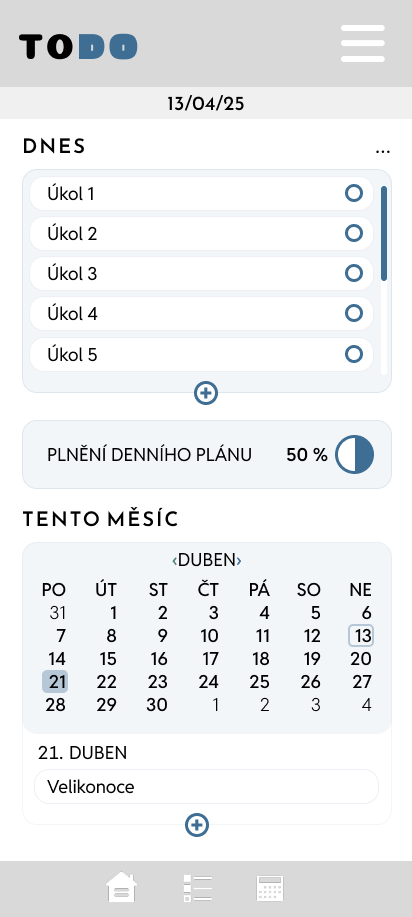 TODO
13/04/25
DNES ...
Úkol 1
Úkol 2
Úkol 3
Úkol 4
Úkol 5
PLNĚNÍ DENNÍHO PLÁNU 50 %
TENTO MĚSÍC
‹DUBEN›
PO ÚT ST ČT PÁ SO NE
31 1 2 3 4 5 6
7 8 9 10 11 12 13
14 15 16 17 18 19 20
21 22 23 24 25 26 27
28 29 30 1 2 3 4
21. DUBEN
Velikonoce